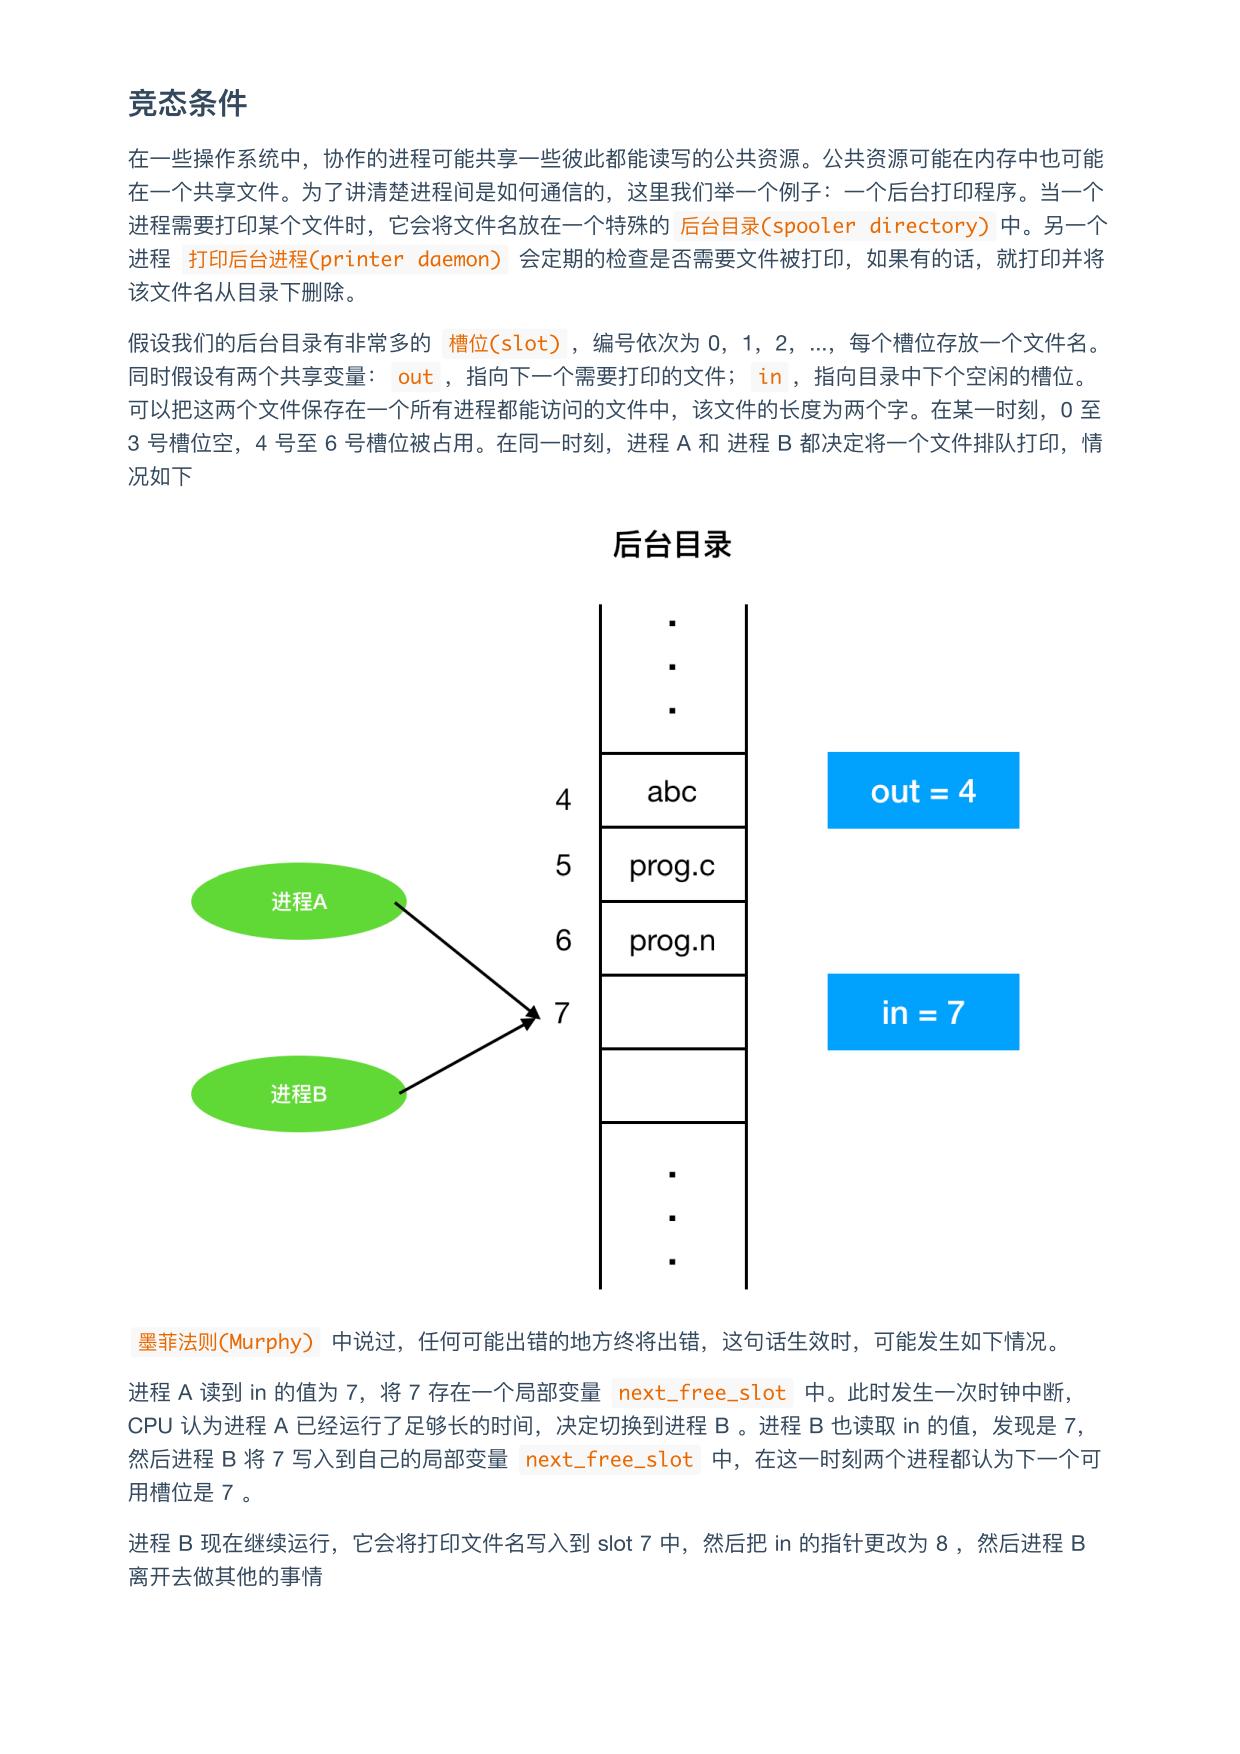 竞态条件
在一些操作系统中，协作的进程可能共享一些彼此都能读写的公共资源。公共资源可能在内存中也可能
在一个共享文件。为了讲清楚进程间是如何通信的，这里我们举一个例子：一个后台打印程序。当一个
进程需要打印某个文件时，它会将文件名放在一个特殊的 后台目录(spooler directory) 中。另一个
进程 打印后台进程(printer daemon) 会定期的检查是否需要文件被打印，如果有的话，就打印并将
该文件名从目录下删除。
假设我们的后台目录有非常多的 槽位(slot) ，编号依次为 0，1，2，...，每个槽位存放一个文件名。
同时假设有两个共享变量： out ，指向下一个需要打印的文件； in ，指向目录中下个空闲的槽位。
可以把这两个文件保存在一个所有进程都能访问的文件中，该文件的长度为两个字。在某一时刻，0 至
3 号槽位空，4 号至 6 号槽位被占用。在同一时刻，进程 A 和 进程 B 都决定将一个文件排队打印，情
况如下
后台目录
4
abc
out = 4
5
prog.c
进程A
6
prog.n
7
in = 7
进程B
墨菲法则(Murphy) 中说过，任何可能出错的地方终将出错，这句话生效时，可能发生如下情况。
进程 A 读到 in 的值为 7，将 7 存在一个局部变量 next_free_slot 中。此时发生一次时钟中断，
CPU 认为进程 A 已经运行了足够长的时间，决定切换到进程 B 。进程 B 也读取 in 的值，发现是 7，
然后进程 B 将 7 写入到自己的局部变量 next_free_slot 中，在这一时刻两个进程都认为下一个可
用槽位是 7 。
进程 B 现在继续运行，它会将打印文件名写入到 slot 7 中，然后把 in 的指针更改为 8 ，然后进程 B
离开去做其他的事情